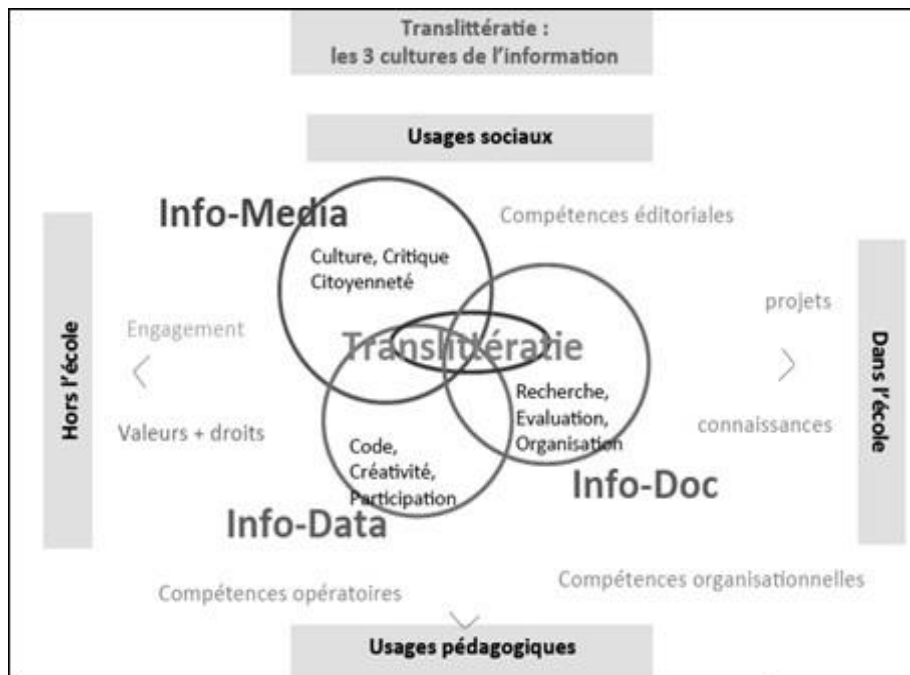 Translittératie :
les 3 cultures de l'information
Usages sociaux
Info-Media
Compétences éditoriales
Culture, Critique
Citoyenneté
Hors l'école
Engagement
Valeurs + droits
Translittératie
projets
connaissances
Dans l'école
Recherche,
Evaluation,
Organisation
Info-Doc
Code,
Créativité,
Participation
Info-Data
Compétences opératoires
Compétences organisationnelles
Usages pédagogiques